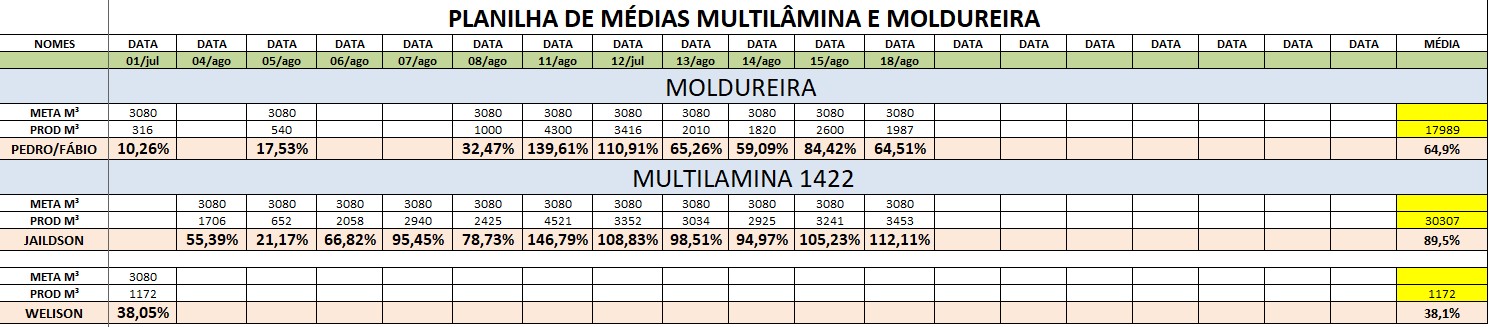 PLANILHA DE MÉDIAS MULTILÂMINA E MOLDUREIRA
NOMES DATA DATA DATA DATA DATA DATA DATA DATA DATA DATA DATA DATA DATA DATA DATA DATA DATA DATA DATA MÉDIA
01/jul 04/ago 05/ago 06/ago 07/ago 08/ago 11/ago 12/jul 13/ago 14/ago 15/ago 18/ago
MOLDUREIRA
META M³ 3080 3080 3080 3080 3080 3080 3080 3080 3080
PROD M³ 316 540 1000 4300 3416 2010 1820 2600 1987 17989
PEDRO/FÁBIO 10,26% 17,53% 32,47% 139,61% 110,91% 65,26% 59,09% 84,42% 64,51% 64,9%
MULTILAMINA 1422
META M³ 3080 3080 3080 3080 3080 3080 3080 3080 3080 3080 3080
PROD M³ 1706 652 2058 2940 2425 4521 3352 3034 2925 3241 3453 30307
JAILDSON 55,39% 21,17% 66,82% 95,45% 78,73% 146,79% 108,83% 98,51% 94,97% 105,23% 112,11% 89,5%
META M³ 3080
PROD M³ 1172 1172
WELISON 38,05% 38,1%